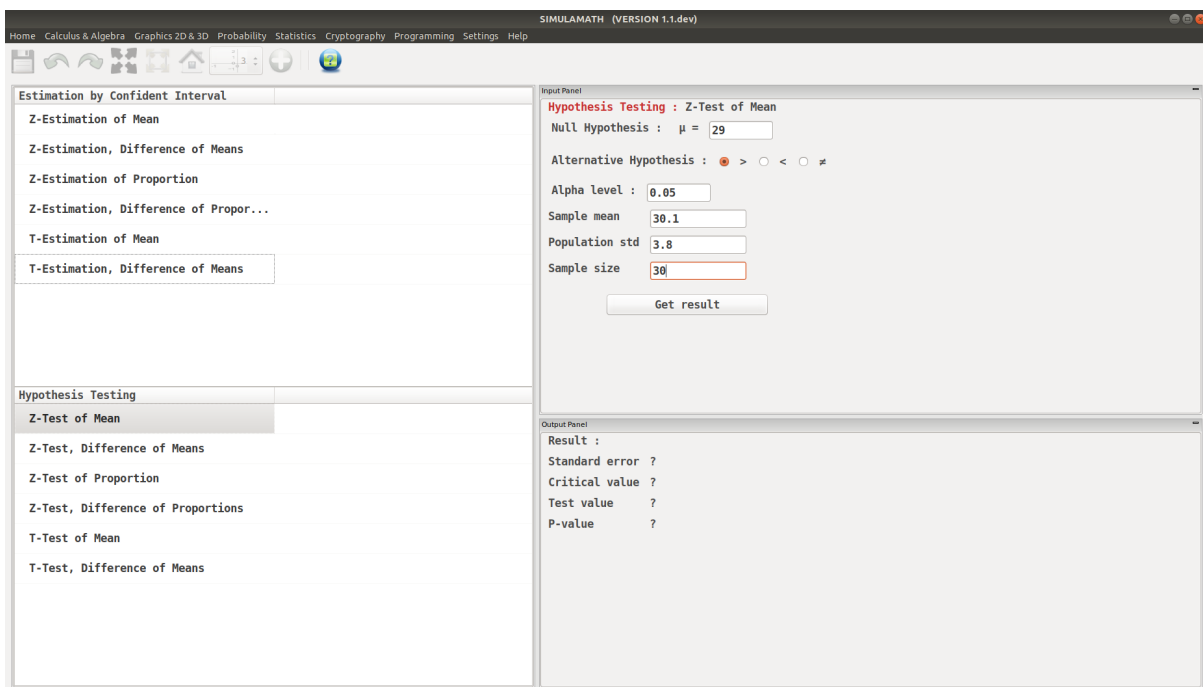 SIMULAMATH (VERSION 1.1.dev)
Home Calculus & Algebra Graphics 2D & 3D Probability Statistics Cryptography Programming Settings Help
3
Estimation by Confident Interval
Z-Estimation of Mean
Z-Estimation, Difference of Means
Z-Estimation of Proportion
Z-Estimation, Difference of Propor...
T-Estimation of Mean
T-Estimation, Difference of Means
Hypothesis Testing
Z-Test of Mean
Z-Test, Difference of Means
Z-Test of Proportion
Z-Test, Difference of Proportions
T-Test of Mean
T-Test, Difference of Means
Input Panel
Hypothesis Testing : Z-Test of Mean
Null Hypothesis : μ = 29
Alternative Hypothesis : > < ≠
Alpha level : 0.05
Sample mean 30.1
Population std 3.8
Sample size 30
Get result
Output Panel
Result :
Standard error ?
Critical value ?
Test value ?
P-value ?